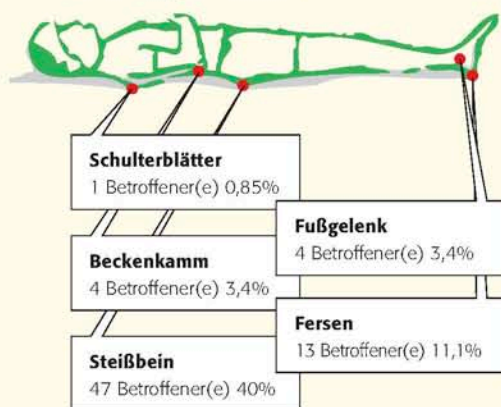 Schulterblätter
1 Betroffener(e) 0,85%
Beckenkamm
4 Betroffener(e) 3,4%
Steißbein
47 Betroffener(e) 40%
Fußgelenk
4 Betroffener(e) 3,4%
Fersen
13 Betroffener(e) 11,1%